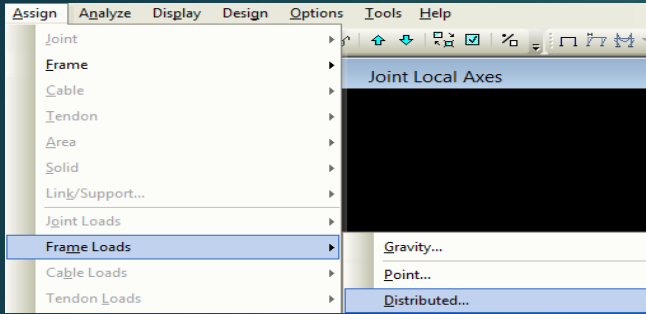 Assign Analyze Display Design Options Tools Help
Joint
Frame
Joint Local Axes
Cable
Tendon
Area
Solid
Link/Support...
Joint Loads
Frame Loads
Gravity...
Cable Loads
Point...
Tendon Loads
Distributed...